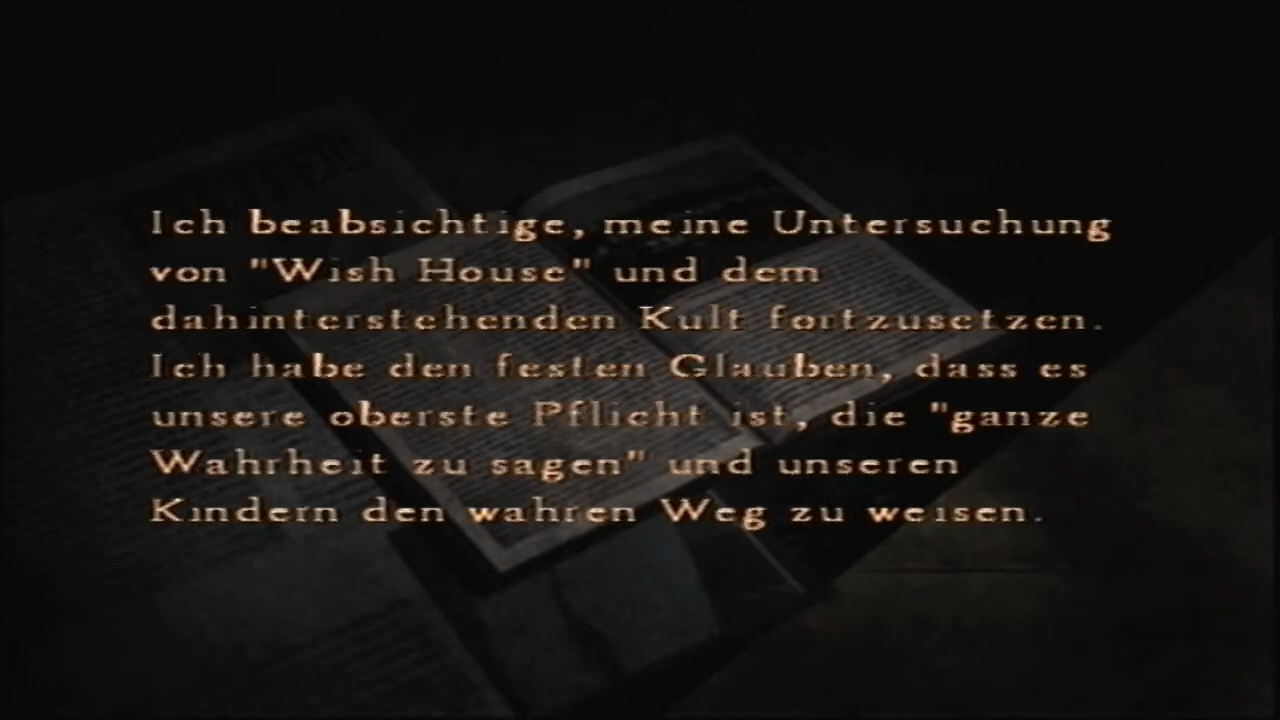 Ich beabsichtige, meine Untersuchung
von "Wish House" und dem
dahinterstehenden Kult fortzusetzen.
Ich habe den festen Glauben, dass es
unsere oberste Pflicht ist, die "ganze
Wahrheit zu sagen" und unseren
Kindern den wahren Weg zu weisen.